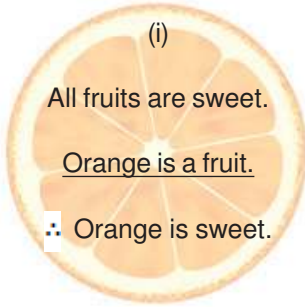 (i)
All fruits are sweet.
Orange is a fruit.
∴ Orange is sweet.